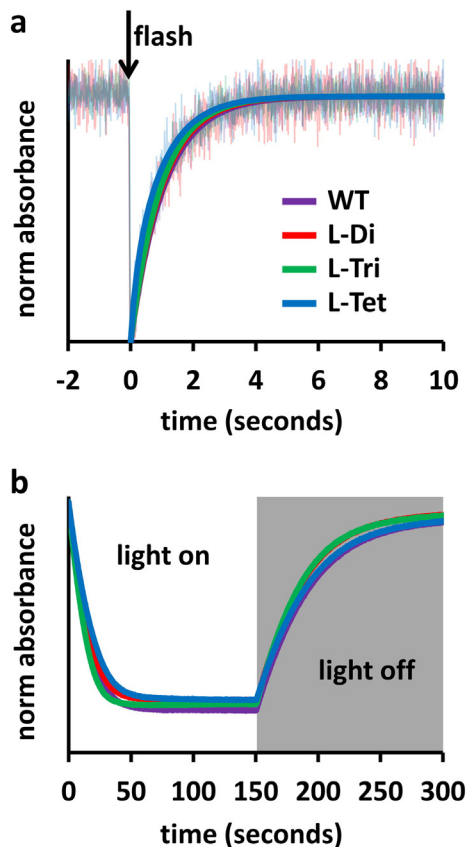 a
flash
norm absorbance
WT
L-Di
L-Tri
L-Tet
-2 0 2 4 6 8 10
time (seconds)
b
norm absorbance
light on
light off
0 50 100 150 200 250 300
time (seconds)